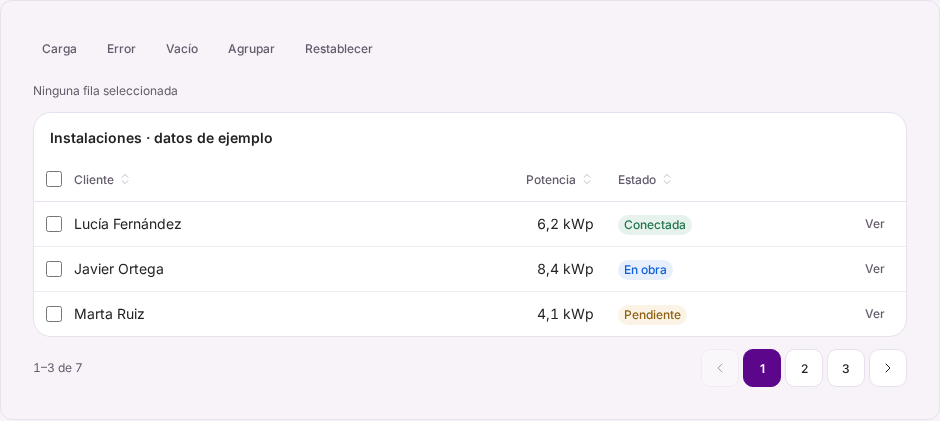 Carga Error Vacío Agrupar Restablecer
Ninguna fila seleccionada
Instalaciones · datos de ejemplo
Cliente Potencia Estado
Lucía Fernández 6,2 kWp Conectada Ver
Javier Ortega 8,4 kWp En obra Ver
Marta Ruiz 4,1 kWp Pendiente Ver
1–3 de 7 1 2 3